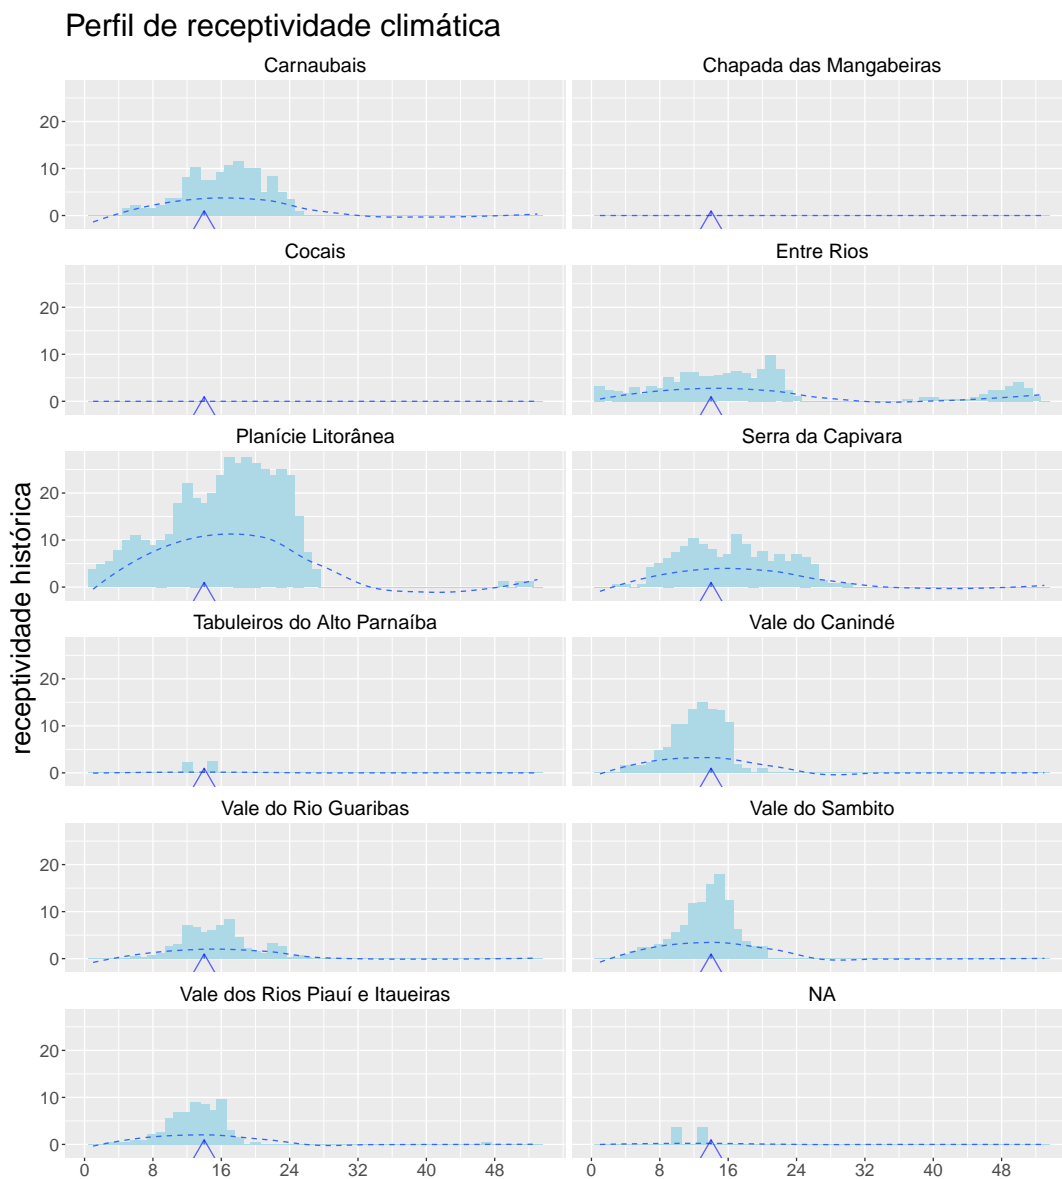 Perfil de receptividade climática
Carnaubais
Chapada das Mangabeiras
20
10
0
Cocais
Entre Rios
20
10
0
Planície Litorânea
Serra da Capivara
20
10
0
Tabuleiros do Alto Parnaíba
Vale do Canindé
20
10
0
Vale do Rio Guaribas
Vale do Sambito
20
10
0
Vale dos Rios Piauí e Itaueiras
NA
20
10
0
0 8 16 24 32 40 48
0 8 16 24 32 40 48
receptividade histórica